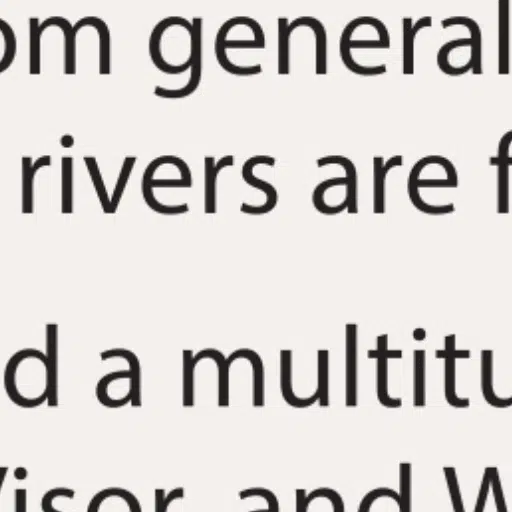 om general
rivers are f
d a multitu
isor, and W